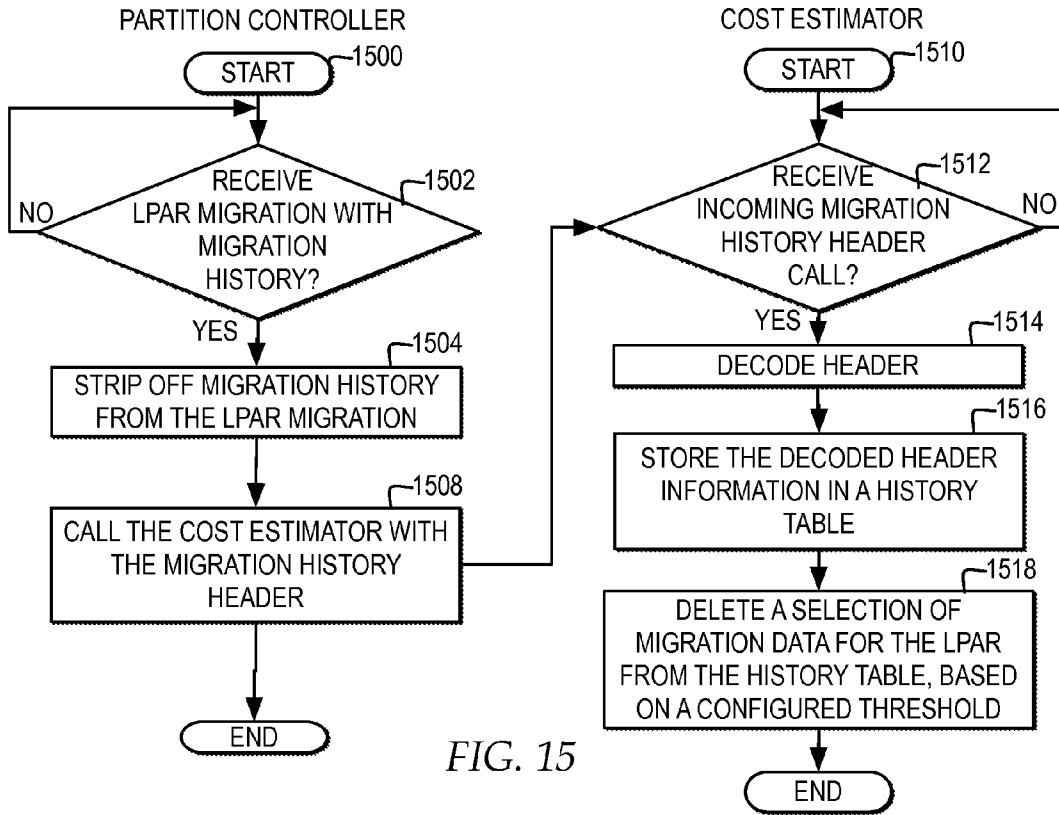 PARTITION CONTROLLER
START
1500
RECEIVE
LPAR MIGRATION WITH
MIGRATION
HISTORY?
1502
NO
YES
1504
STRIP OFF MIGRATION HISTORY
FROM THE LPAR MIGRATION
1508
CALL THE COST ESTIMATOR WITH
THE MIGRATION HISTORY
HEADER
END
COST ESTIMATOR
START
1510
RECEIVE
INCOMING MIGRATION
HISTORY HEADER
CALL?
1512
NO
YES
1514
DECODE HEADER
1516
STORE THE DECODED HEADER
INFORMATION IN A HISTORY
TABLE
1518
DELETE A SELECTION OF
MIGRATION DATA FOR THE LPAR
FROM THE HISTORY TABLE, BASED
ON A CONFIGURED THRESHOLD
END
FIG. 15